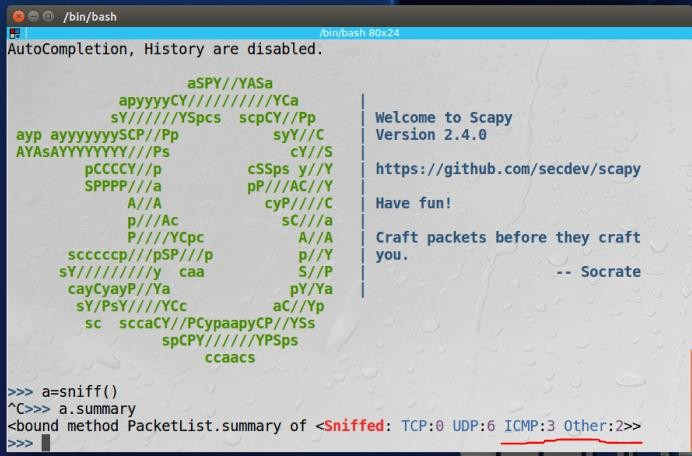 /bin/bash
/bin/bash 80x24
AutoCompletion, History are disabled.
                     aSPY//YASa
             apyyyyCY//////////YCa       |
            sY//////YSpcs  scpCY//Pp     | Welcome to Scapy
 ayp ayyyyyyySCP//Pp           syY//C    | Version 2.4.0
 AYAsAYYYYYYYY///Ps              cY//S   |
         pCCCCY//p          cSSps y//Y   | https://github.com/secdev/scapy
         SPPPP///a          pP///AC//Y   |
              A//A            cyP////C   | Have fun!
              p///Ac            sC///a   |
              P////YCpc           A//A   | Craft packets before they craft
       scccccp///pSP///p          p//Y   | you.
      sY/////////y  caa           S//P   |                      -- Socrate
       cayCyayP//Ya              pY/Ya   |
        sY/PsY////YCc          aC//Yp
         sc  sccaCY//PCypaapyCP//YSs
                  spCPY//////YPSps
                       ccaacs
>>> a=sniff()
^C>>> a.summary
<bound method PacketList.summary of <Sniffed: TCP:0 UDP:6 ICMP:3 Other:2>>
>>>